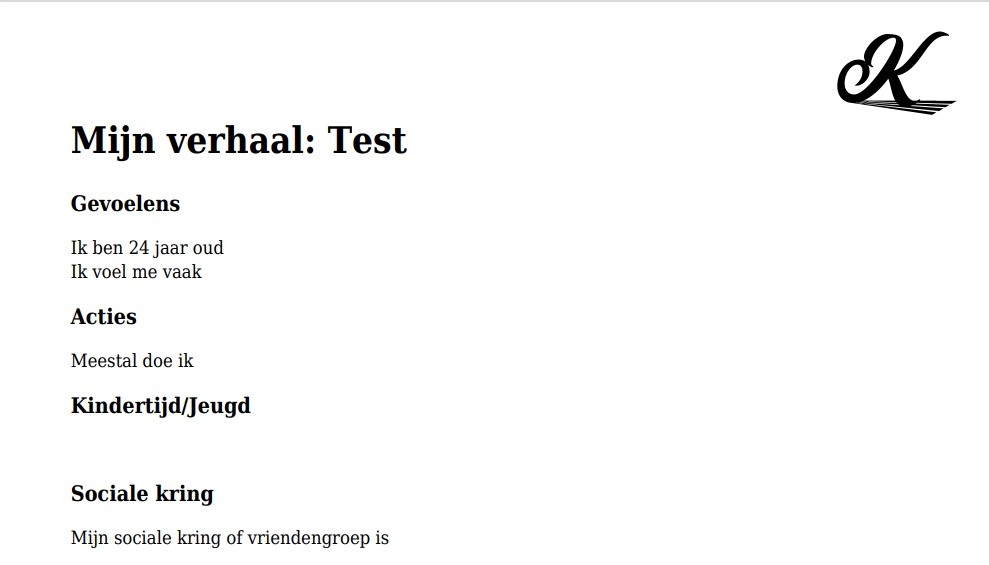 K
Mijn verhaal: Test
Gevoelens
Ik ben 24 jaar oud
Ik voel me vaak
Acties
Meestal doe ik
Kindertijd/Jeugd
Sociale kring
Mijn sociale kring of vriendengroep is